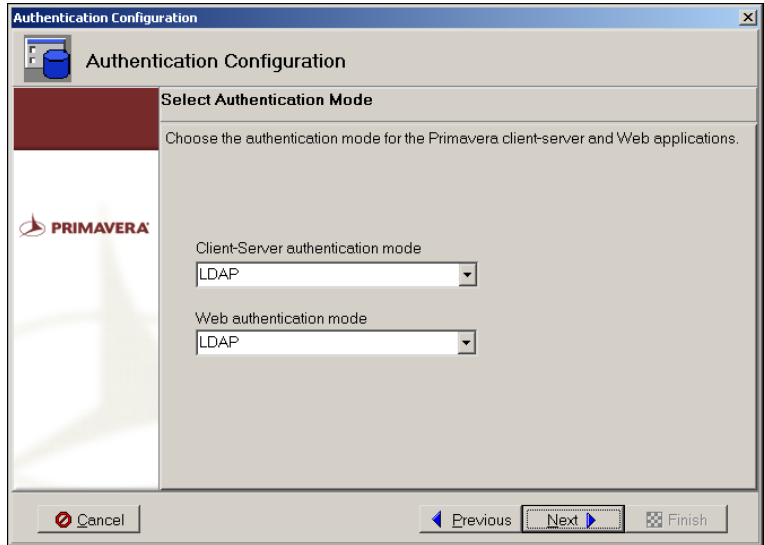 Authentication Configuration
Authentication Configuration
Select Authentication Mode
Choose the authentication mode for the Primavera client-server and Web applications.
PRIMAVERA
Client-Server authentication mode
LDAP
Web authentication mode
LDAP
Cancel
Previous
Next
Finish